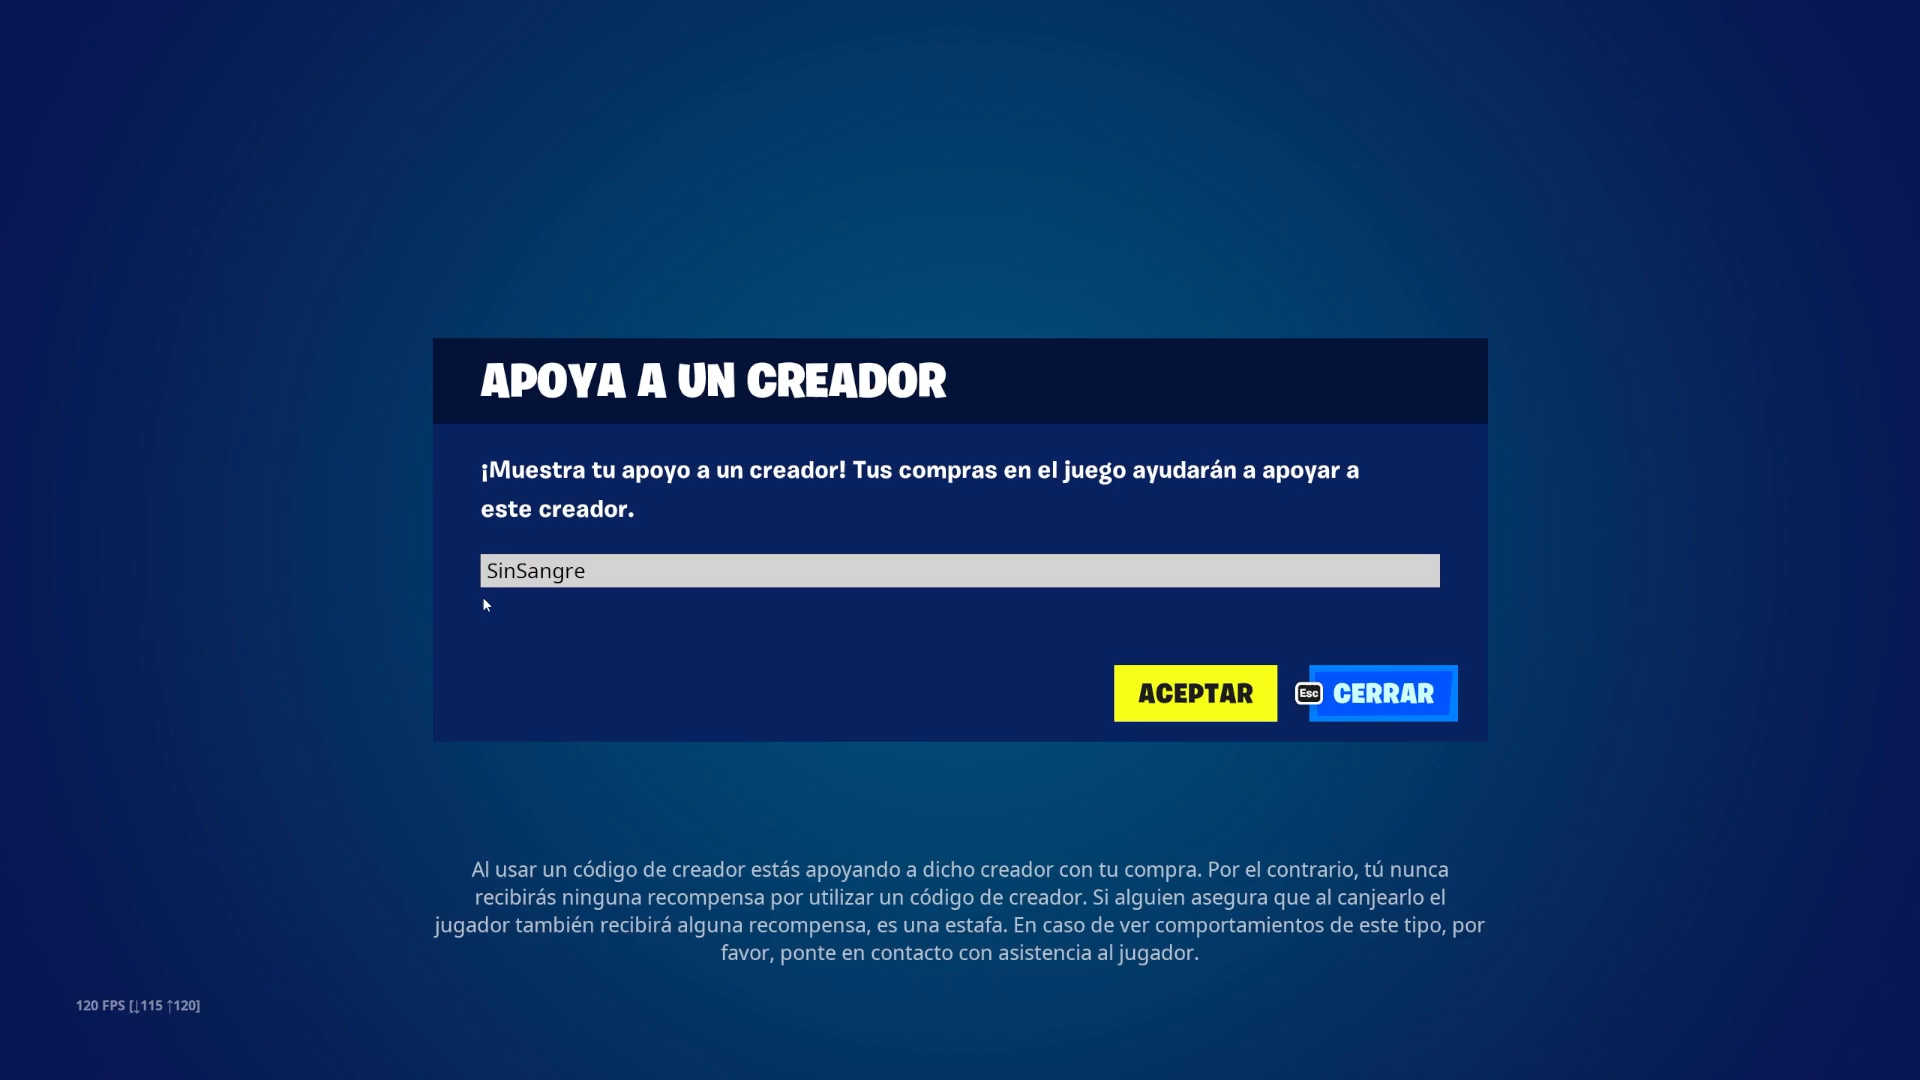 APOYA A UN CREADOR
¡Muestra tu apoyo a un creador! Tus compras en el juego ayudarán a apoyar a
este creador.
SinSangre
ACEPTAR
Esc CERRAR
Al usar un código de creador estás apoyando a dicho creador con tu compra. Por el contrario, tú nunca
recibirás ninguna recompensa por utilizar un código de creador. Si alguien asegura que al canjearlo el
jugador también recibirá alguna recompensa, es una estafa. En caso de ver comportamientos de este tipo, por
favor, ponte en contacto con asistencia al jugador.
120 FPS [↓115 ↑120]